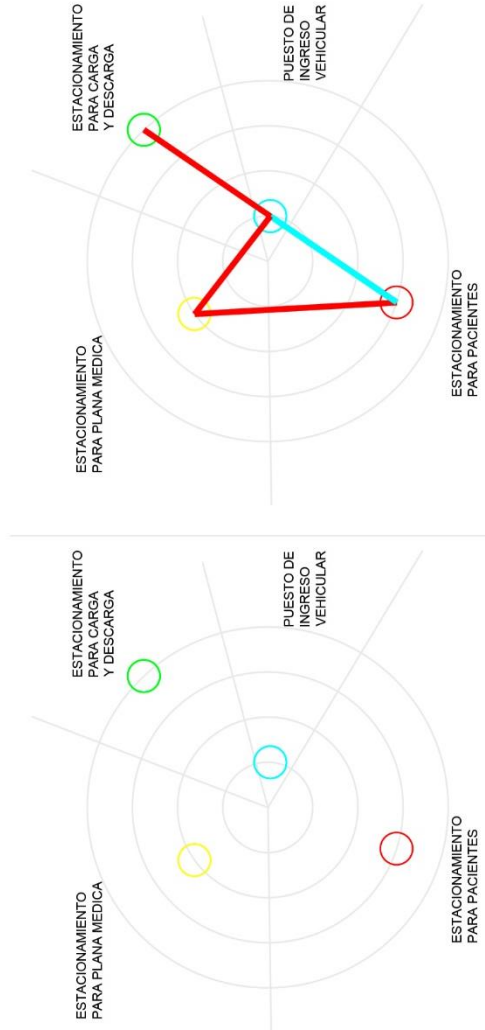 ESTACIONAMIENTO
PARA PLANA MEDICA
ESTACIONAMIENTO
PARA CARGA
Y DESCARGA
PUESTO DE
INGRESO
VEHICULAR
ESTACIONAMIENTO
PARA PACIENTES
ESTACIONAMIENTO
PARA PLANA MEDICA
ESTACIONAMIENTO
PARA CARGA
Y DESCARGA
PUESTO DE
INGRESO
VEHICULAR
ESTACIONAMIENTO
PARA PACIENTES